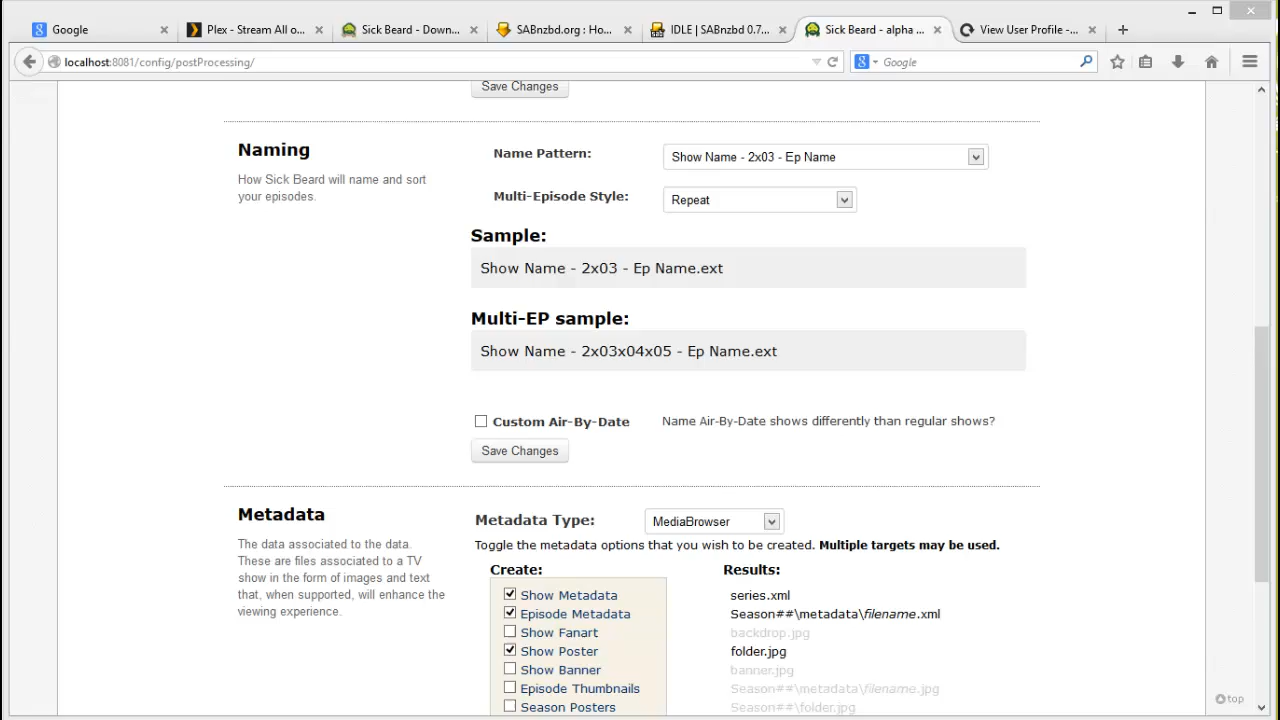 Google
Plex - Stream All o...
Sick Beard - Down...
SABnzbd.org : Ho...
IDLE | SABnzbd 0.7...
Sick Beard - alpha ...
View User Profile -...
localhost:8081/config/postProcessing/
Google
Save Changes
Naming
How Sick Beard will name and sort
your episodes.
Name Pattern:
Show Name - 2x03 - Ep Name
Multi-Episode Style:
Repeat
Sample:
Show Name - 2x03 - Ep Name.ext
Multi-EP sample:
Show Name - 2x03x04x05 - Ep Name.ext
Custom Air-By-Date
Name Air-By-Date shows differently than regular shows?
Save Changes
Metadata
The data associated to the data.
These are files associated to a TV
show in the form of images and text
that, when supported, will enhance the
viewing experience.
Metadata Type:
MediaBrowser
Toggle the metadata options that you wish to be created. Multiple targets may be used.
Create:
Results:
Show Metadata
series.xml
Episode Metadata
Season##\metadata\filename.xml
Show Fanart
backdrop.jpg
Show Poster
folder.jpg
Show Banner
banner.jpg
Episode Thumbnails
Season##\metadata\filename.jpg
Season Posters
Season##\folder.jpg
top